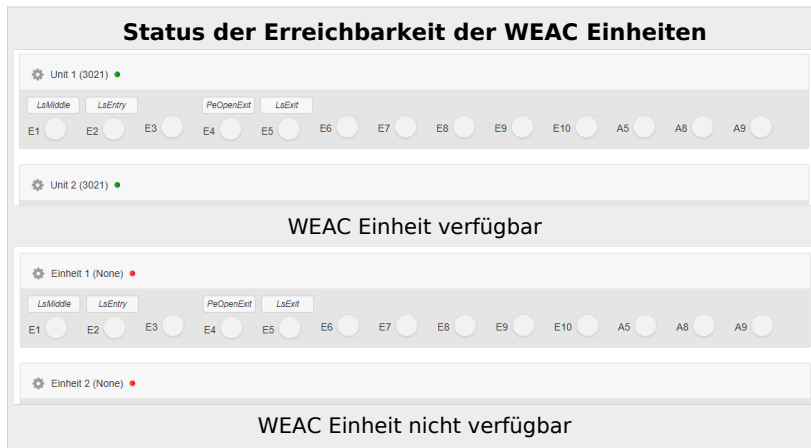 Status der Erreichbarkeit der WEAC Einheiten
Unit 1 (3021)
LsMiddle LsEntry PeOpenExit LsExit
E1 E2 E3 E4 E5 E6 E7 E8 E9 E10 A5 A8 A9
Unit 2 (3021)
WEAC Einheit verfügbar
Einheit 1 (None)
LsMiddle LsEntry PeOpenExit LsExit
E1 E2 E3 E4 E5 E6 E7 E8 E9 E10 A5 A8 A9
Einheit 2 (None)
WEAC Einheit nicht verfügbar